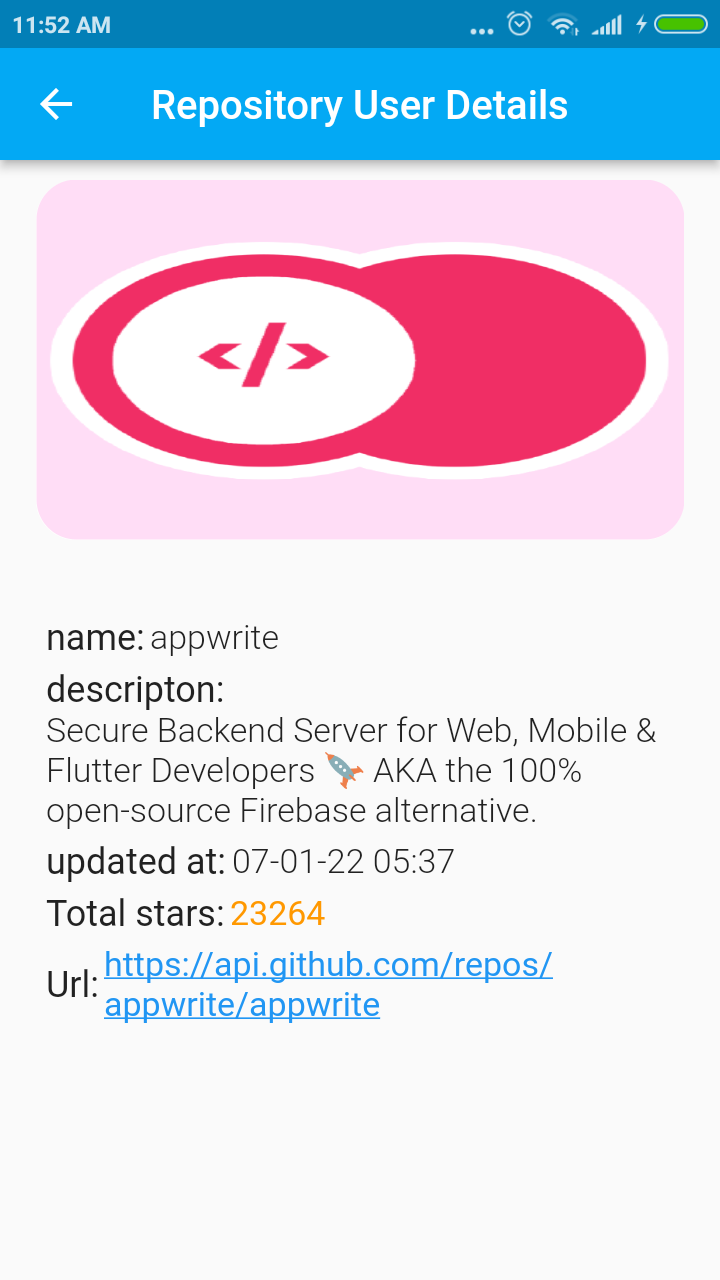 11:52 AM
Repository User Details
</>
name: appwrite
descripton:
Secure Backend Server for Web, Mobile &
Flutter Developers 🚀 AKA the 100%
open-source Firebase alternative.
updated at: 07-01-22 05:37
Total stars: 23264
Url: https://api.github.com/repos/
appwrite/appwrite